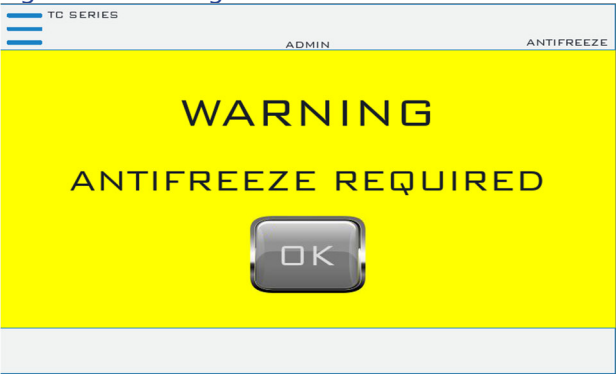 TC SERIES
ADMIN
ANTIFREEZE
WARNING
ANTIFREEZE REQUIRED
OK